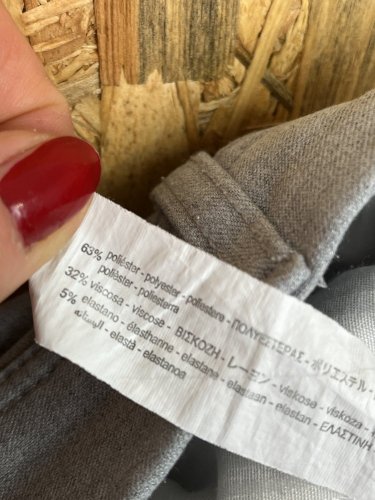 63% poliéster - polyester - poliestere - ΠΟΛΥΕΣΤΕΡΑΣ - ポリエステル -
poliéster, poliesterra
32% viscosa - viscose - ΒΙΣΚΟΖΗ - レーヨン - viskose - viskoza -
5% elastano - élasthanne - elastane - elastaan - elastan - ΕΛΑΣΤΙΝΗ
elastà - elastanoa